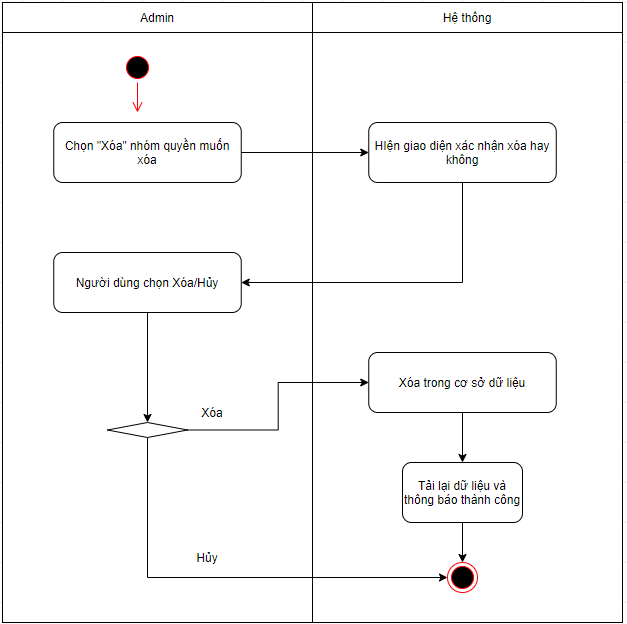 Admin
Hệ thống
Chọn "Xóa" nhóm quyền muốn
xóa
HIện giao diện xác nhận xóa hay
không
Người dùng chọn Xóa/Hủy
Xóa
Xóa trong cơ sở dữ liệu
Tải lại dữ liệu và
thông báo thành công
Hủy